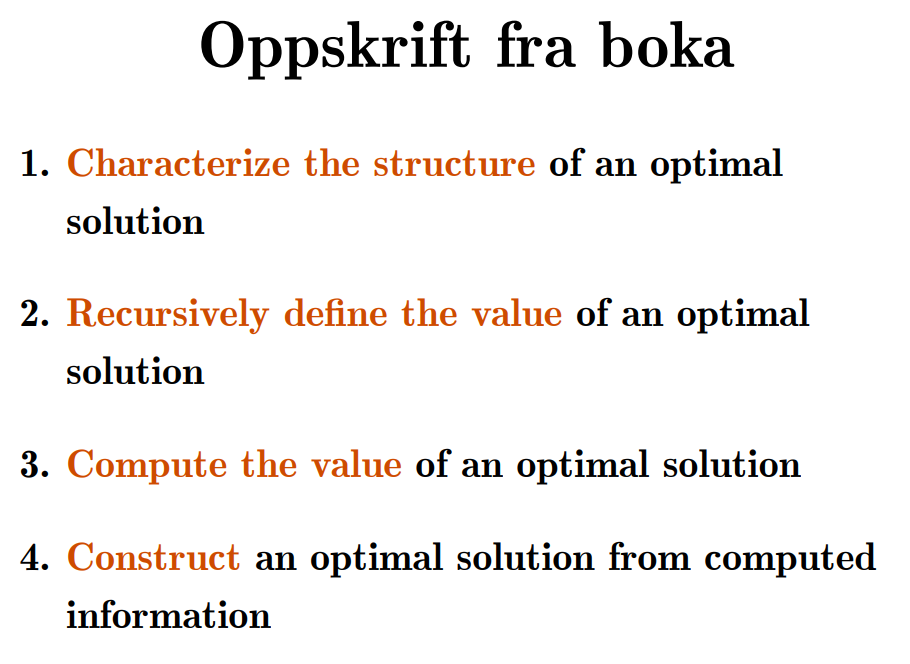 Oppskrift fra boka
1. Characterize the structure of an optimal
solution
2. Recursively define the value of an optimal
solution
3. Compute the value of an optimal solution
4. Construct an optimal solution from computed
information